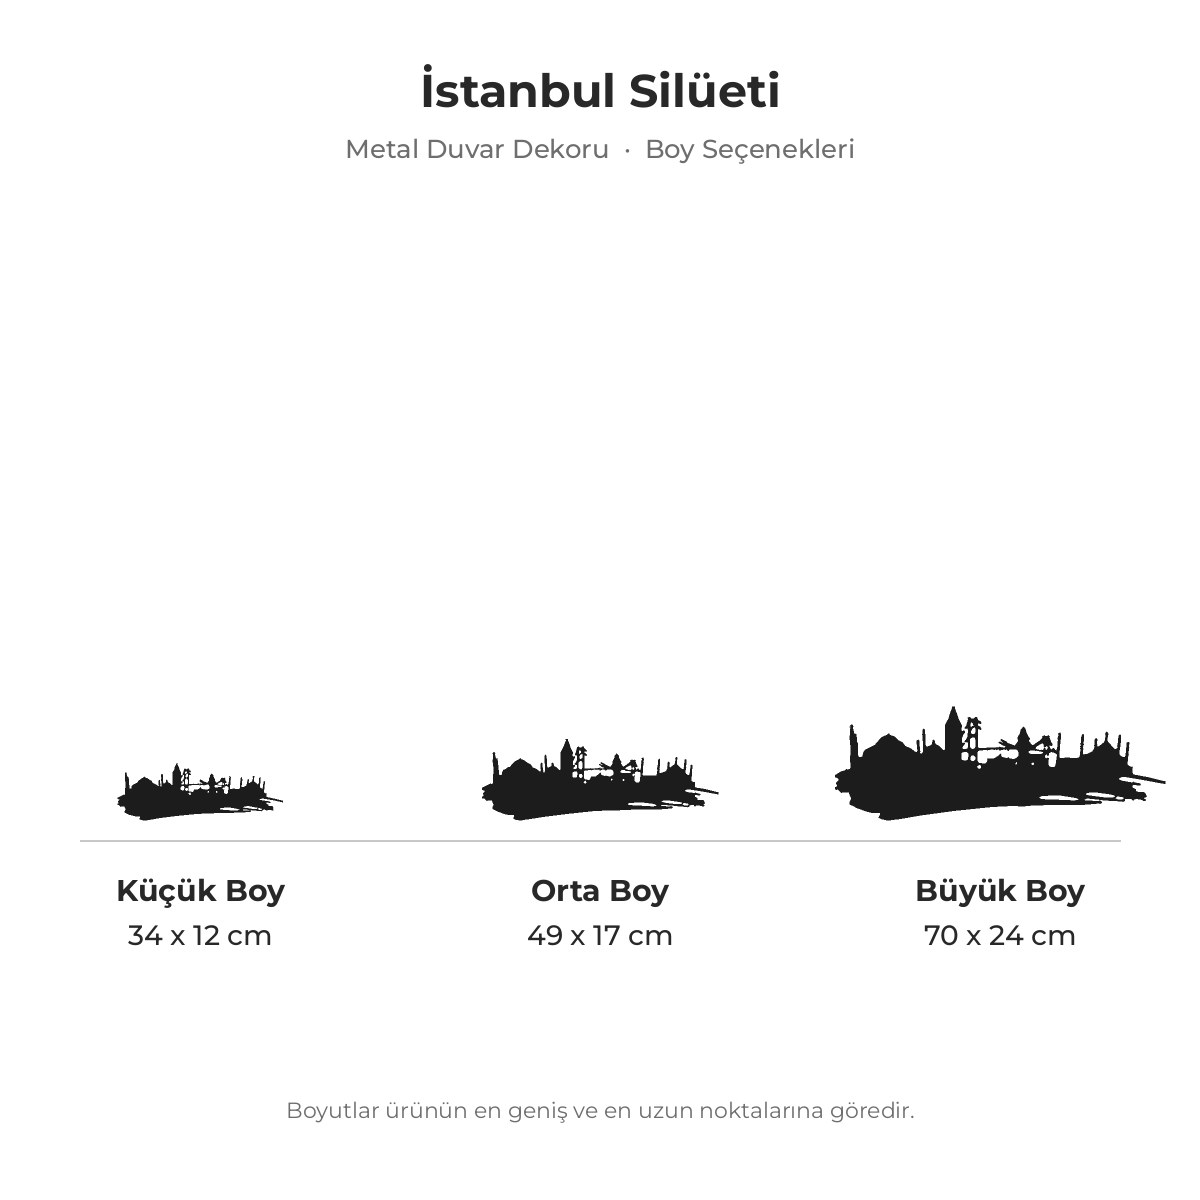 İstanbul Silüeti
Metal Duvar Dekoru · Boy Seçenekleri
Küçük Boy
34 x 12 cm
Orta Boy
49 x 17 cm
Büyük Boy
70 x 24 cm
Boyutlar ürünün en geniş ve en uzun noktalarına göredir.